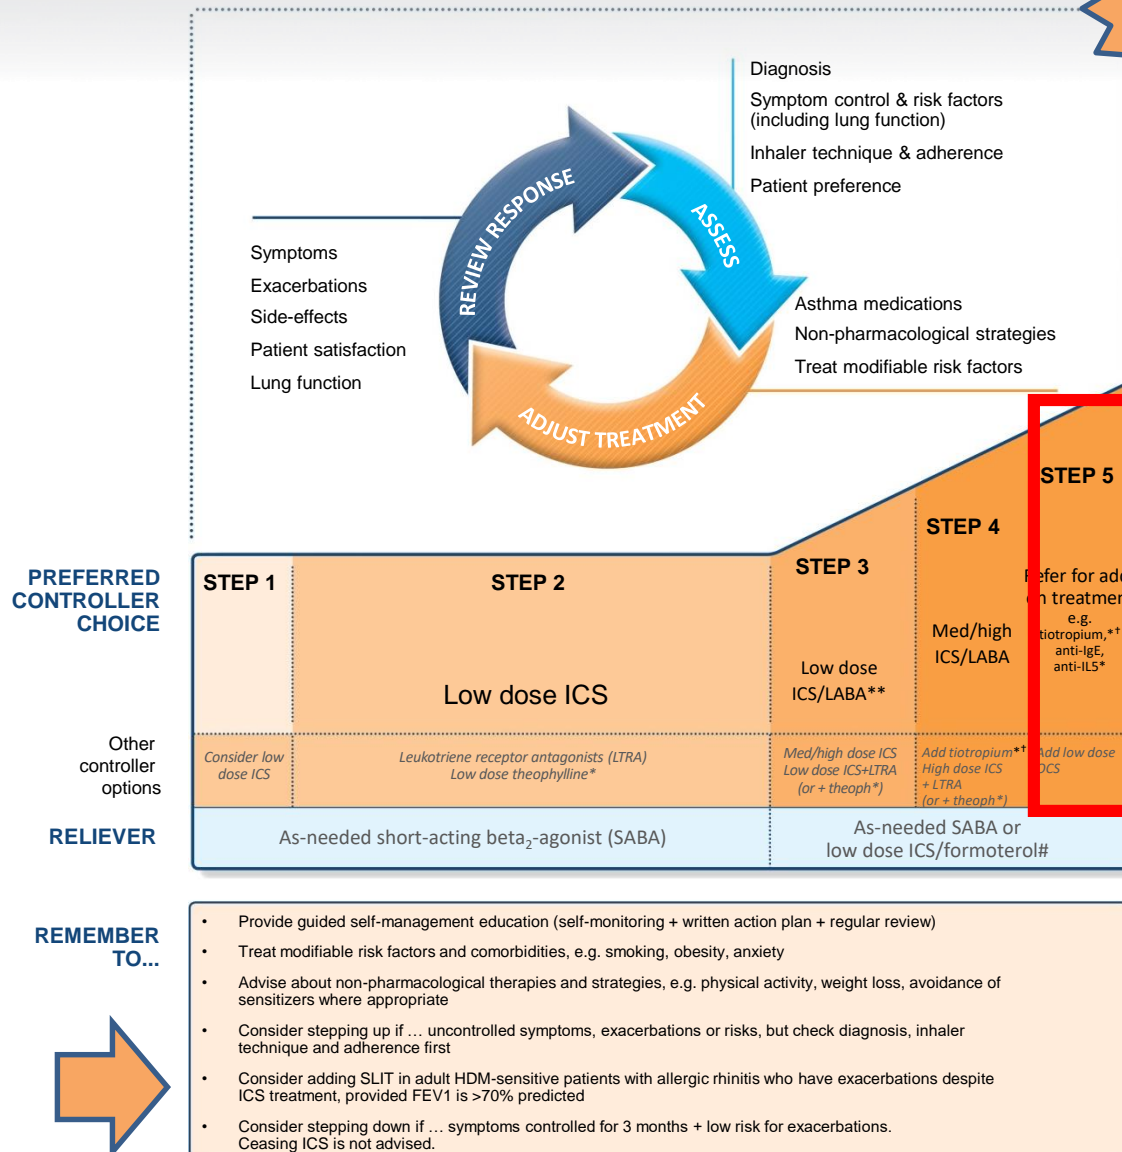 Diagnosis
Symptom control & risk factors
(including lung function)
Inhaler technique & adherence
Patient preference
REVIEW RESPONSE
ASSESS
ADJUST TREATMENT
Symptoms
Exacerbations
Side-effects
Patient satisfaction
Lung function
Asthma medications
Non-pharmacological strategies
Treat modifiable risk factors
PREFERRED
CONTROLLER
CHOICE
STEP 1
STEP 2
Low dose ICS
STEP 3
Low dose
ICS/LABA**
STEP 4
Med/high
ICS/LABA
STEP 5
Refer for add
on treatmen
e.g.
tiotropium,*†
anti-IgE,
anti-IL5*
Other
controller
options
Consider low
dose ICS
Leukotriene receptor antagonists (LTRA)
Low dose theophylline*
Med/high dose ICS
Low dose ICS+LTRA
(or + theoph*)
Add tiotropium*†
High dose ICS
+ LTRA
(or + theoph*)
Add low dose
OCS
RELIEVER
As-needed short-acting beta₂-agonist (SABA)
As-needed SABA or
low dose ICS/formoterol#
REMEMBER
TO...
• Provide guided self-management education (self-monitoring + written action plan + regular review)
• Treat modifiable risk factors and comorbidities, e.g. smoking, obesity, anxiety
• Advise about non-pharmacological therapies and strategies, e.g. physical activity, weight loss, avoidance of
sensitizers where appropriate
• Consider stepping up if … uncontrolled symptoms, exacerbations or risks, but check diagnosis, inhaler
technique and adherence first
• Consider adding SLIT in adult HDM-sensitive patients with allergic rhinitis who have exacerbations despite
ICS treatment, provided FEV1 is >70% predicted
• Consider stepping down if … symptoms controlled for 3 months + low risk for exacerbations.
Ceasing ICS is not advised.